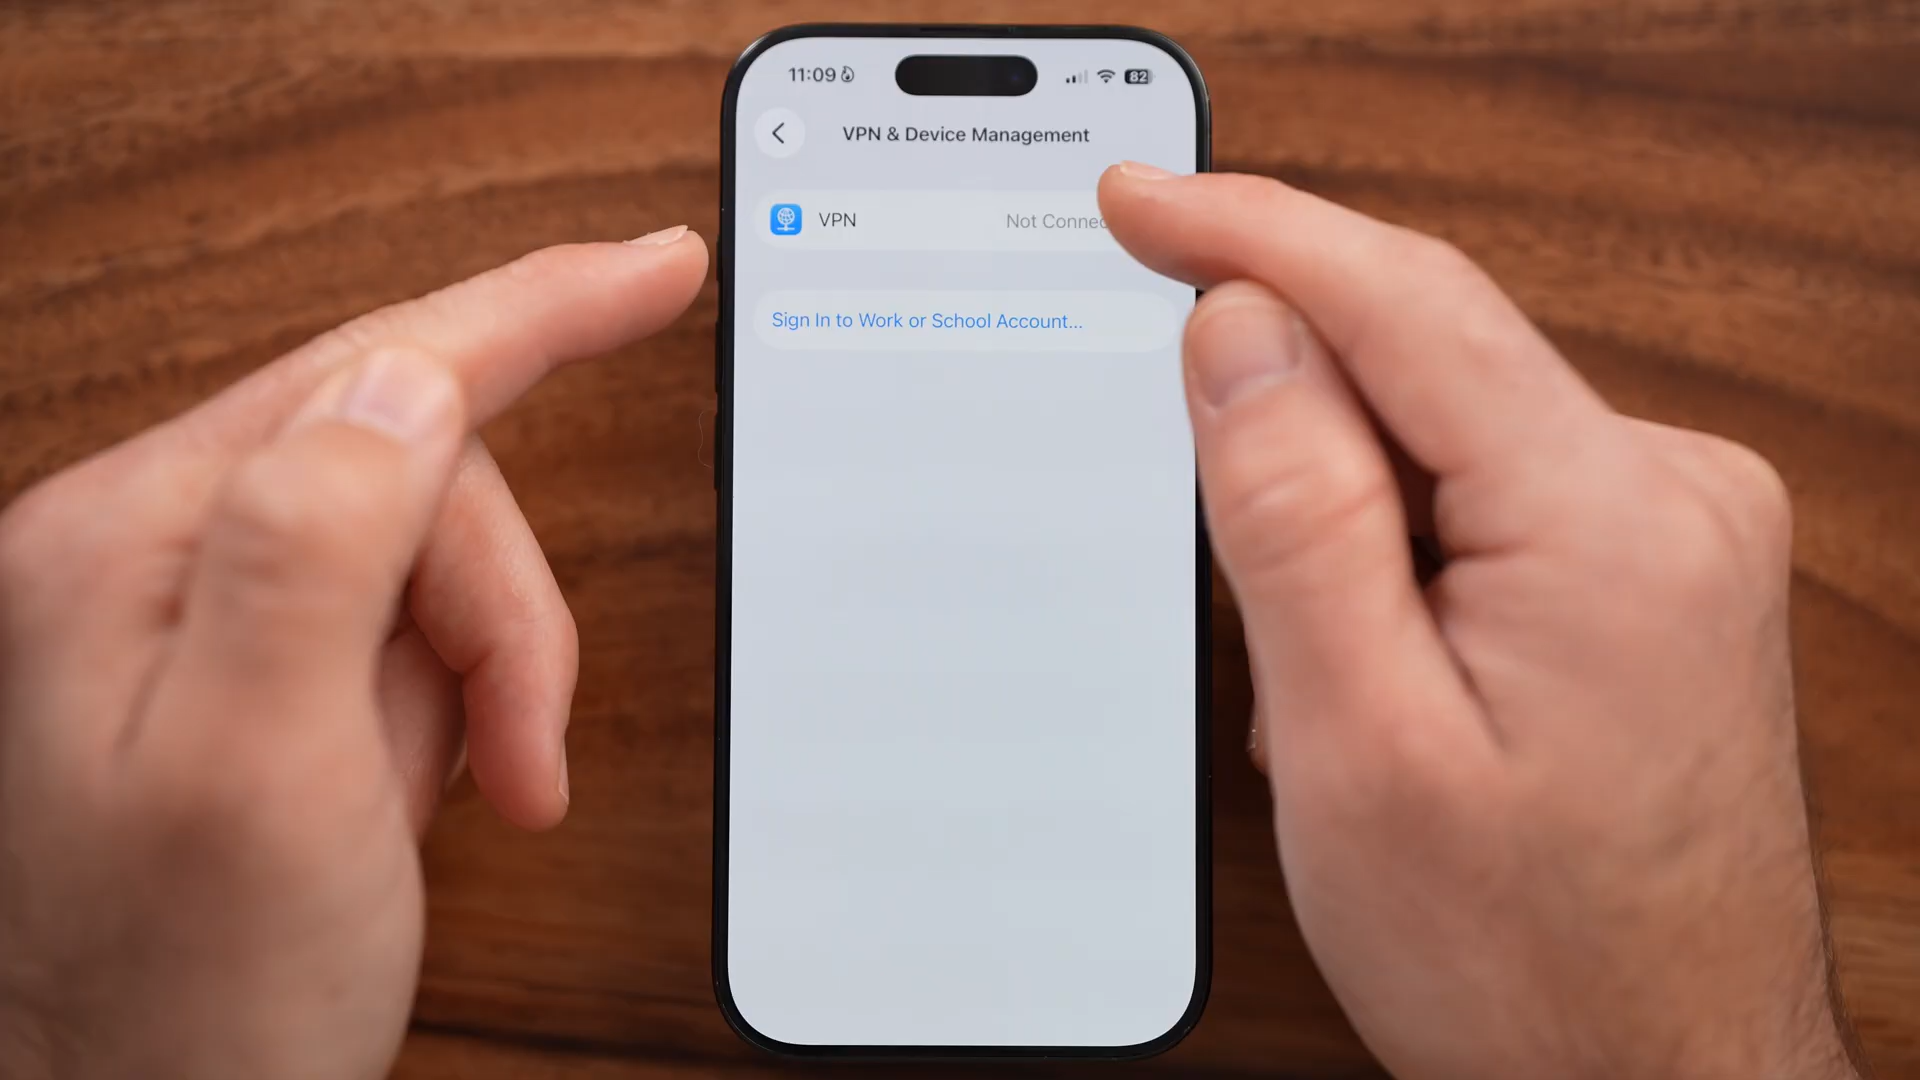 11:09
82
VPN & Device Management
VPN
Not Connec
Sign In to Work or School Account...